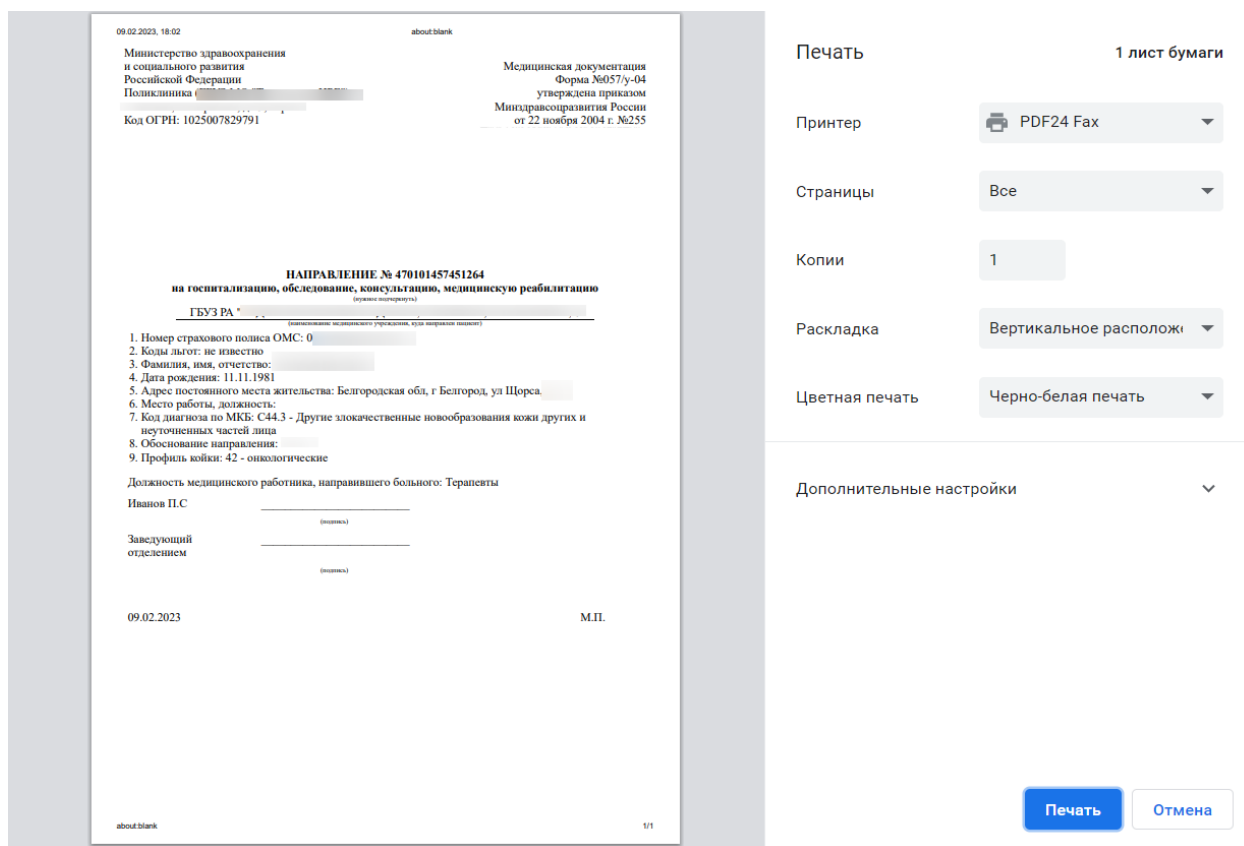 09.02.2023, 18:02
about:blank
Министерство здравоохранения
и социального развития
Российской Федерации
Поликлиника
Код ОГРН: 1025007829791
Медицинская документация
Форма №057/у-04
утверждена приказом
Минздравсоцразвития России
от 22 ноября 2004 г. №255
НАПРАВЛЕНИЕ № 470101457451264
на госпитализацию, обследование, консультацию, медицинскую реабилитацию
(нужное подчеркнуть)
ГБУЗ РА "
(наименование медицинского учреждения, куда направлен пациент)
1. Номер страхового полиса ОМС: 0
2. Коды льгот: не известно
3. Фамилия, имя, отчетство:
4. Дата рождения: 11.11.1981
5. Адрес постоянного места жительства: Белгородская обл, г Белгород, ул Щорса,
6. Место работы, должность:
7. Код диагноза по МКБ: C44.3 - Другие злокачественные новообразования кожи других и
неуточненных частей лица
8. Обоснование направления:
9. Профиль койки: 42 - онкологические
Должность медицинского работника, направившего больного: Терапевты
Иванов П.С
(подпись)
Заведующий
отделением
(подпись)
09.02.2023
М.П.
about:blank
1/1
Печать
1 лист бумаги
Принтер
PDF24 Fax
Страницы
Все
Копии
1
Раскладка
Вертикальное располож
Цветная печать
Черно-белая печать
Дополнительные настройки
Печать
Отмена